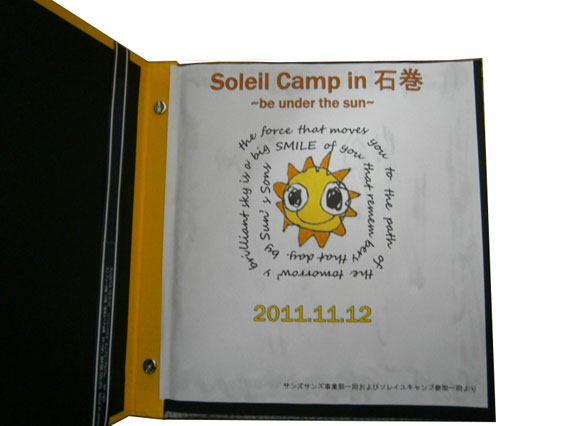 Soleil Camp in 石巻
~be under the sun~
the force that moves you to the path of the tomorrow's brilliant sky is a big SMILE of you that remembers that day. by Sun's Sons
2011.11.12
サンズサンズ事業部一同およびソレイユキャンプ参加一同より